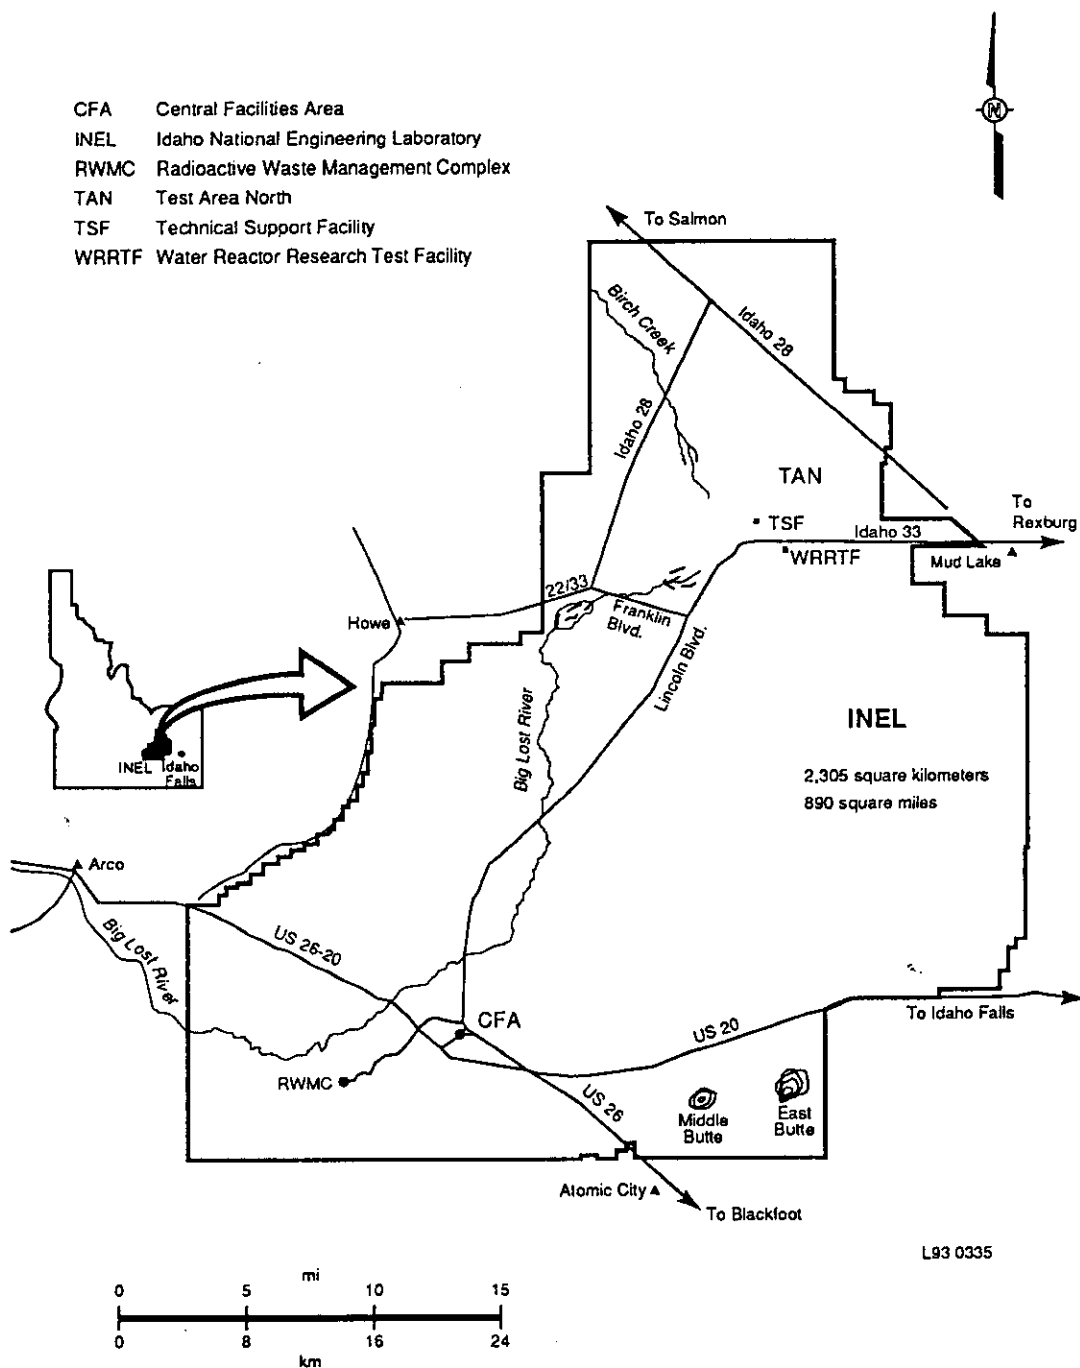 CFA Central Facilities Area
INEL Idaho National Engineering Laboratory
RWMC Radioactive Waste Management Complex
TAN Test Area North
TSF Technical Support Facility
WRRTF Water Reactor Research Test Facility
N
To Salmon
Birch Creek
Idaho 28
Idaho 28
TAN
To
Rexburg
TSF
Idaho 33
WRRTF
Mud Lake
22/33
Howe
Franklin
Blvd.
Lincoln Blvd.
Big Lost River
INEL
2,305 square kilometers
890 square miles
INEL
Idaho
Falls
Arco
Big Lost River
US 26-20
CFA
To Idaho Falls
US 20
RWMC
US 26
Middle
Butte
East
Butte
Atomic City
To Blackfoot
L93 0335
mi
0 5 10 15
0 8 16 24
km